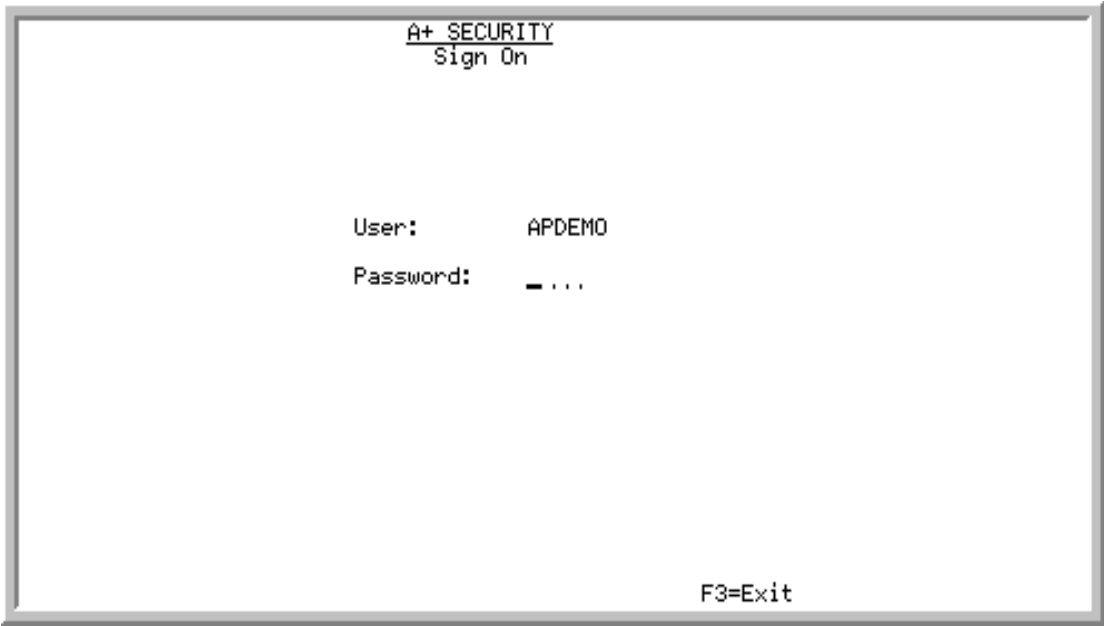 A+ SECURITY
Sign On
User: APDEMO
Password: _...
F3=Exit